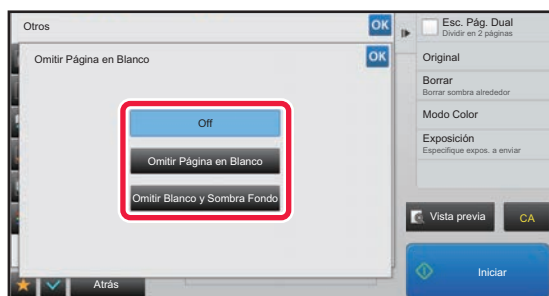 Otros
OK
Omitir Página en Blanco
OK
Off
Omitir Página en Blanco
Omitir Blanco y Sombra Fondo
Atrás
Esc. Pág. Dual
Dividir en 2 páginas
Original
Borrar
Borrar sombra alrededor
Modo Color
Exposición
Especifique expos. a enviar
Vista previa
CA
Iniciar